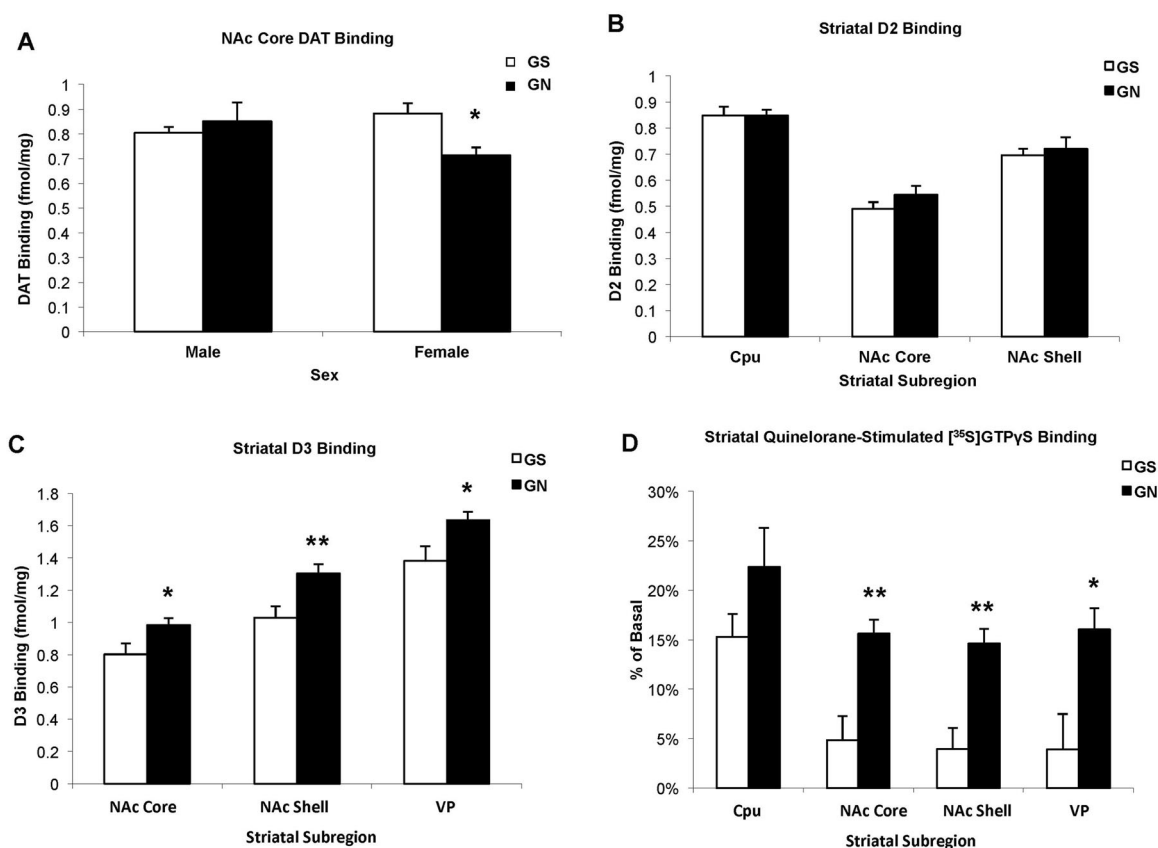 A
NAc Core DAT Binding
GS
GN
DAT Binding (fmol/mg)
1
0.9
0.8
0.7
0.6
0.5
0.4
0.3
0.2
0.1
0
*
Male
Female
Sex
B
Striatal D2 Binding
GS
GN
D2 Binding (fmol/mg)
1
0.9
0.8
0.7
0.6
0.5
0.4
0.3
0.2
0.1
0
Cpu
NAc Core
NAc Shell
Striatal Subregion
C
Striatal D3 Binding
GS
GN
D3 Binding (fmol/mg)
1.8
1.6
1.4
1.2
1
0.8
0.6
0.4
0.2
0
*
**
*
NAc Core
NAc Shell
VP
Striatal Subregion
D
Striatal Quinelorane-Stimulated [³⁵S]GTPγS Binding
GS
GN
% of Basal
30%
25%
20%
15%
10%
5%
0%
**
**
*
Cpu
NAc Core
NAc Shell
VP
Striatal Subregion